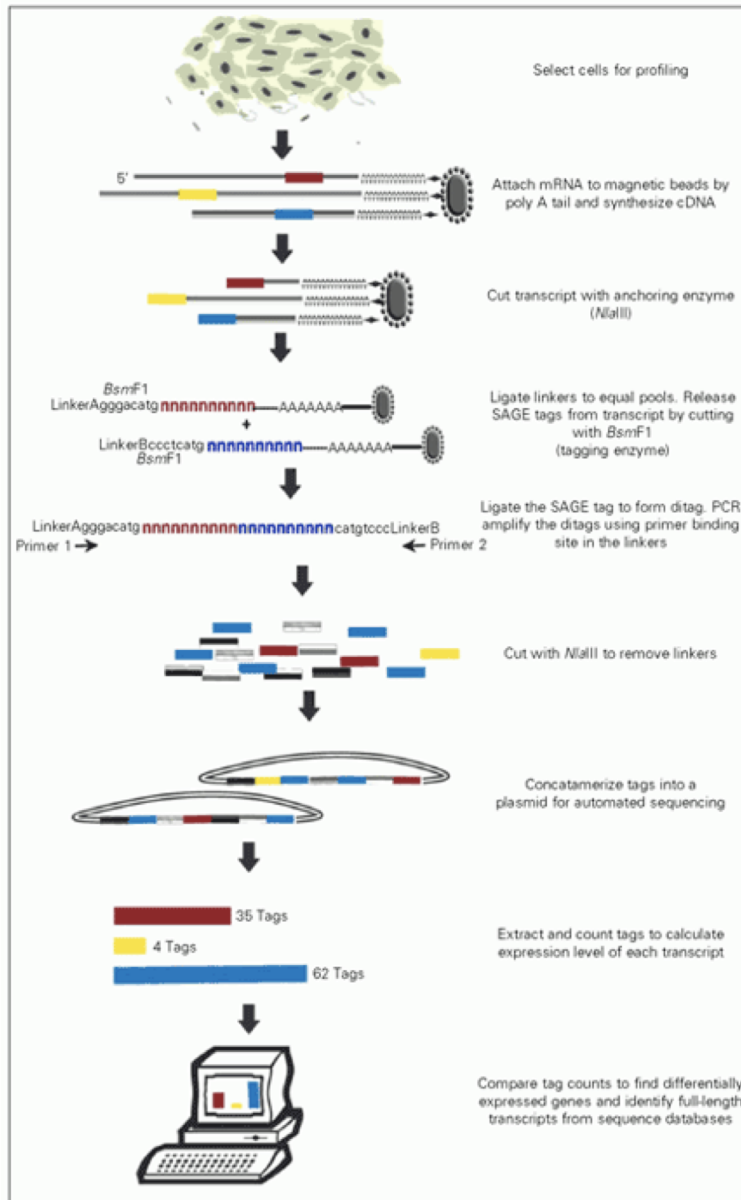 Select cells for profiling
5'
Attach mRNA to magnetic beads by
poly A tail and synthesize cDNA
Cut transcript with anchoring enzyme
(NlaIII)
BsmF1
LinkerAgggacatgnnnnnnnnnn----AAAAAAA
+
LinkerBccctcatgnnnnnnnnnn----AAAAAAA
BsmF1
Ligate linkers to equal pools. Release
SAGE tags from transcript by cutting
with BsmF1
(tagging enzyme)
LinkerAgggacatgnnnnnnnnnnnnnnnnnnnncatgtcccLinkerB
Primer 1
Primer 2
Ligate the SAGE tag to form ditag. PCR
amplify the ditags using primer binding
site in the linkers
Cut with NlaIII to remove linkers
Concatamerize tags into a
plasmid for automated sequencing
35 Tags
4 Tags
62 Tags
Extract and count tags to calculate
expression level of each transcript
Compare tag counts to find differentially
expressed genes and identify full-length
transcripts from sequence databases